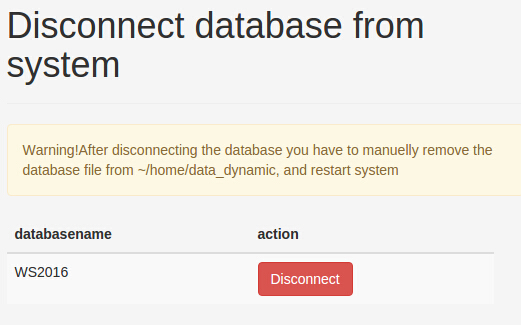 Disconnect database from
system
Warning!After disconnecting the database you have to manuelly remove the
database file from ~/home/data_dynamic, and restart system
databasename action
WS2016 Disconnect